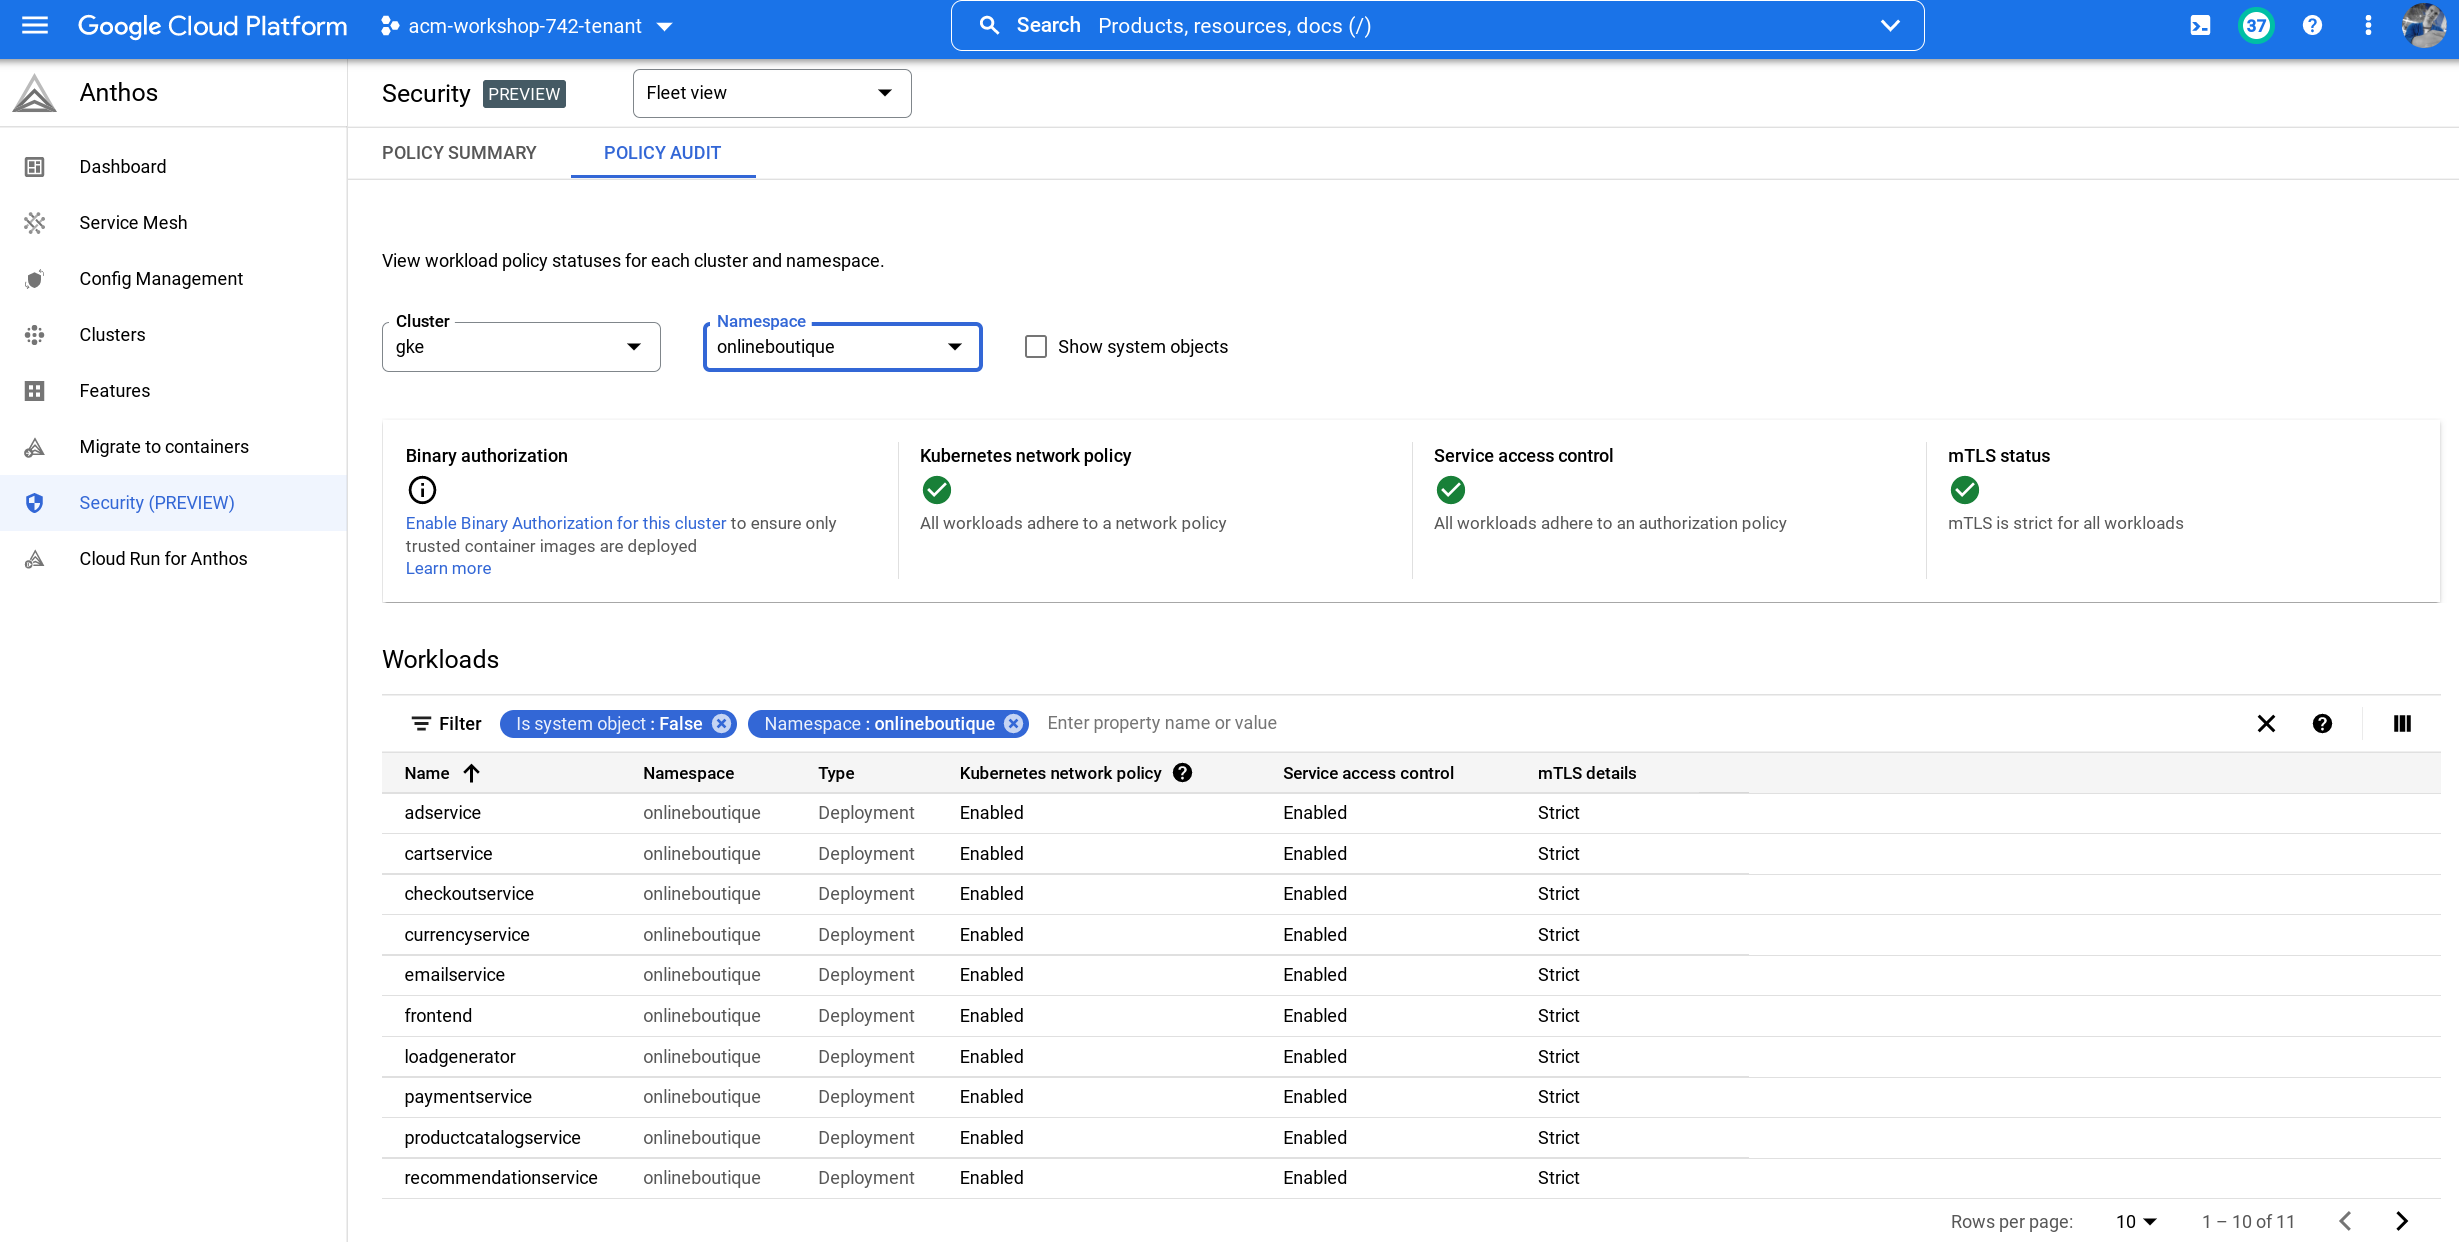 Google Cloud Platform acm-workshop-742-tenant Search Products, resources, docs (/) 37
Anthos
Security PREVIEW Fleet view
POLICY SUMMARY POLICY AUDIT
Dashboard
Service Mesh
Config Management
Clusters
Features
Migrate to containers
Security (PREVIEW)
Cloud Run for Anthos
View workload policy statuses for each cluster and namespace.
Cluster
gke
Namespace
onlineboutique
Show system objects
Binary authorization
Enable Binary Authorization for this cluster to ensure only
trusted container images are deployed
Learn more
Kubernetes network policy
All workloads adhere to a network policy
Service access control
All workloads adhere to an authorization policy
mTLS status
mTLS is strict for all workloads
Workloads
Filter Is system object : False Namespace : onlineboutique Enter property name or value
Name Namespace Type Kubernetes network policy Service access control mTLS details
adservice onlineboutique Deployment Enabled Enabled Strict
cartservice onlineboutique Deployment Enabled Enabled Strict
checkoutservice onlineboutique Deployment Enabled Enabled Strict
currencyservice onlineboutique Deployment Enabled Enabled Strict
emailservice onlineboutique Deployment Enabled Enabled Strict
frontend onlineboutique Deployment Enabled Enabled Strict
loadgenerator onlineboutique Deployment Enabled Enabled Strict
paymentservice onlineboutique Deployment Enabled Enabled Strict
productcatalogservice onlineboutique Deployment Enabled Enabled Strict
recommendationservice onlineboutique Deployment Enabled Enabled Strict
Rows per page: 10 1 – 10 of 11